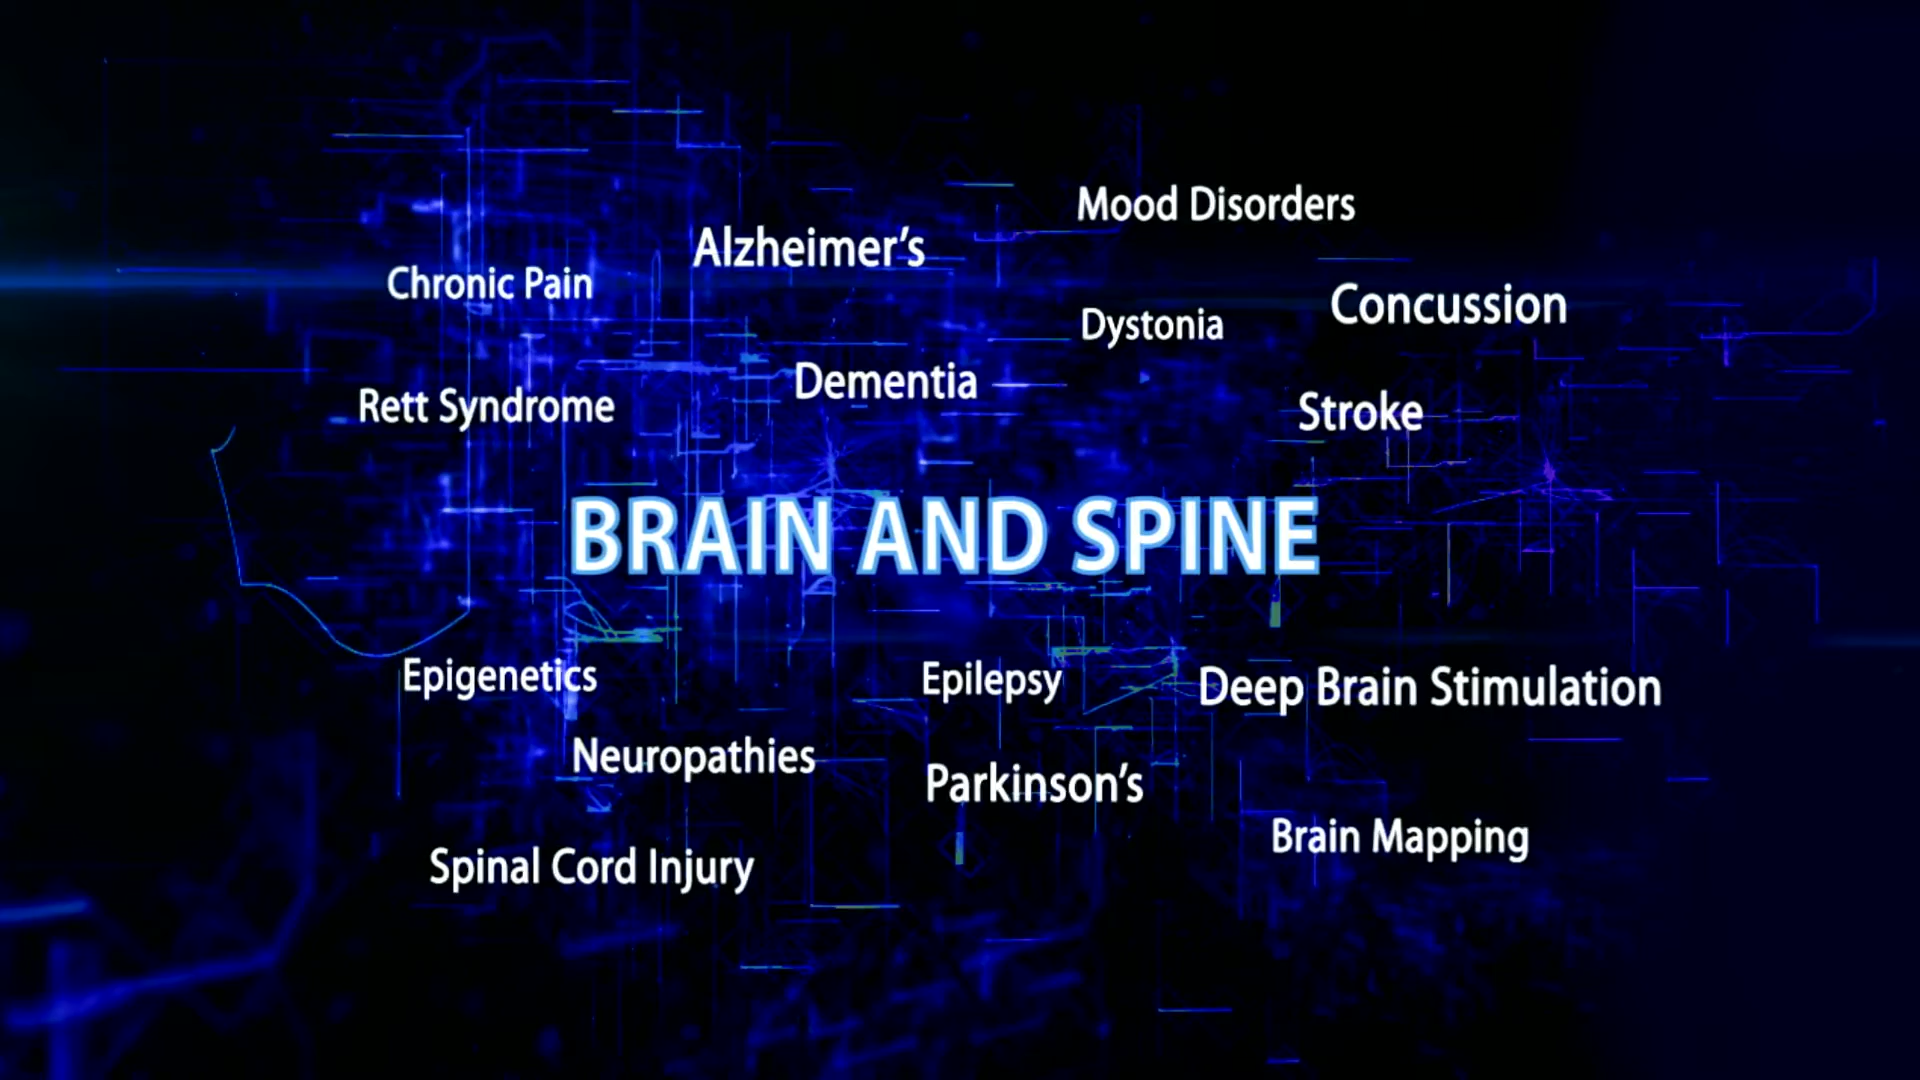 Mood Disorders
Alzheimer’s
Chronic Pain
Concussion
Dystonia
Dementia
Rett Syndrome
Stroke
BRAIN AND SPINE
Epigenetics
Epilepsy
Deep Brain Stimulation
Neuropathies
Parkinson’s
Brain Mapping
Spinal Cord Injury